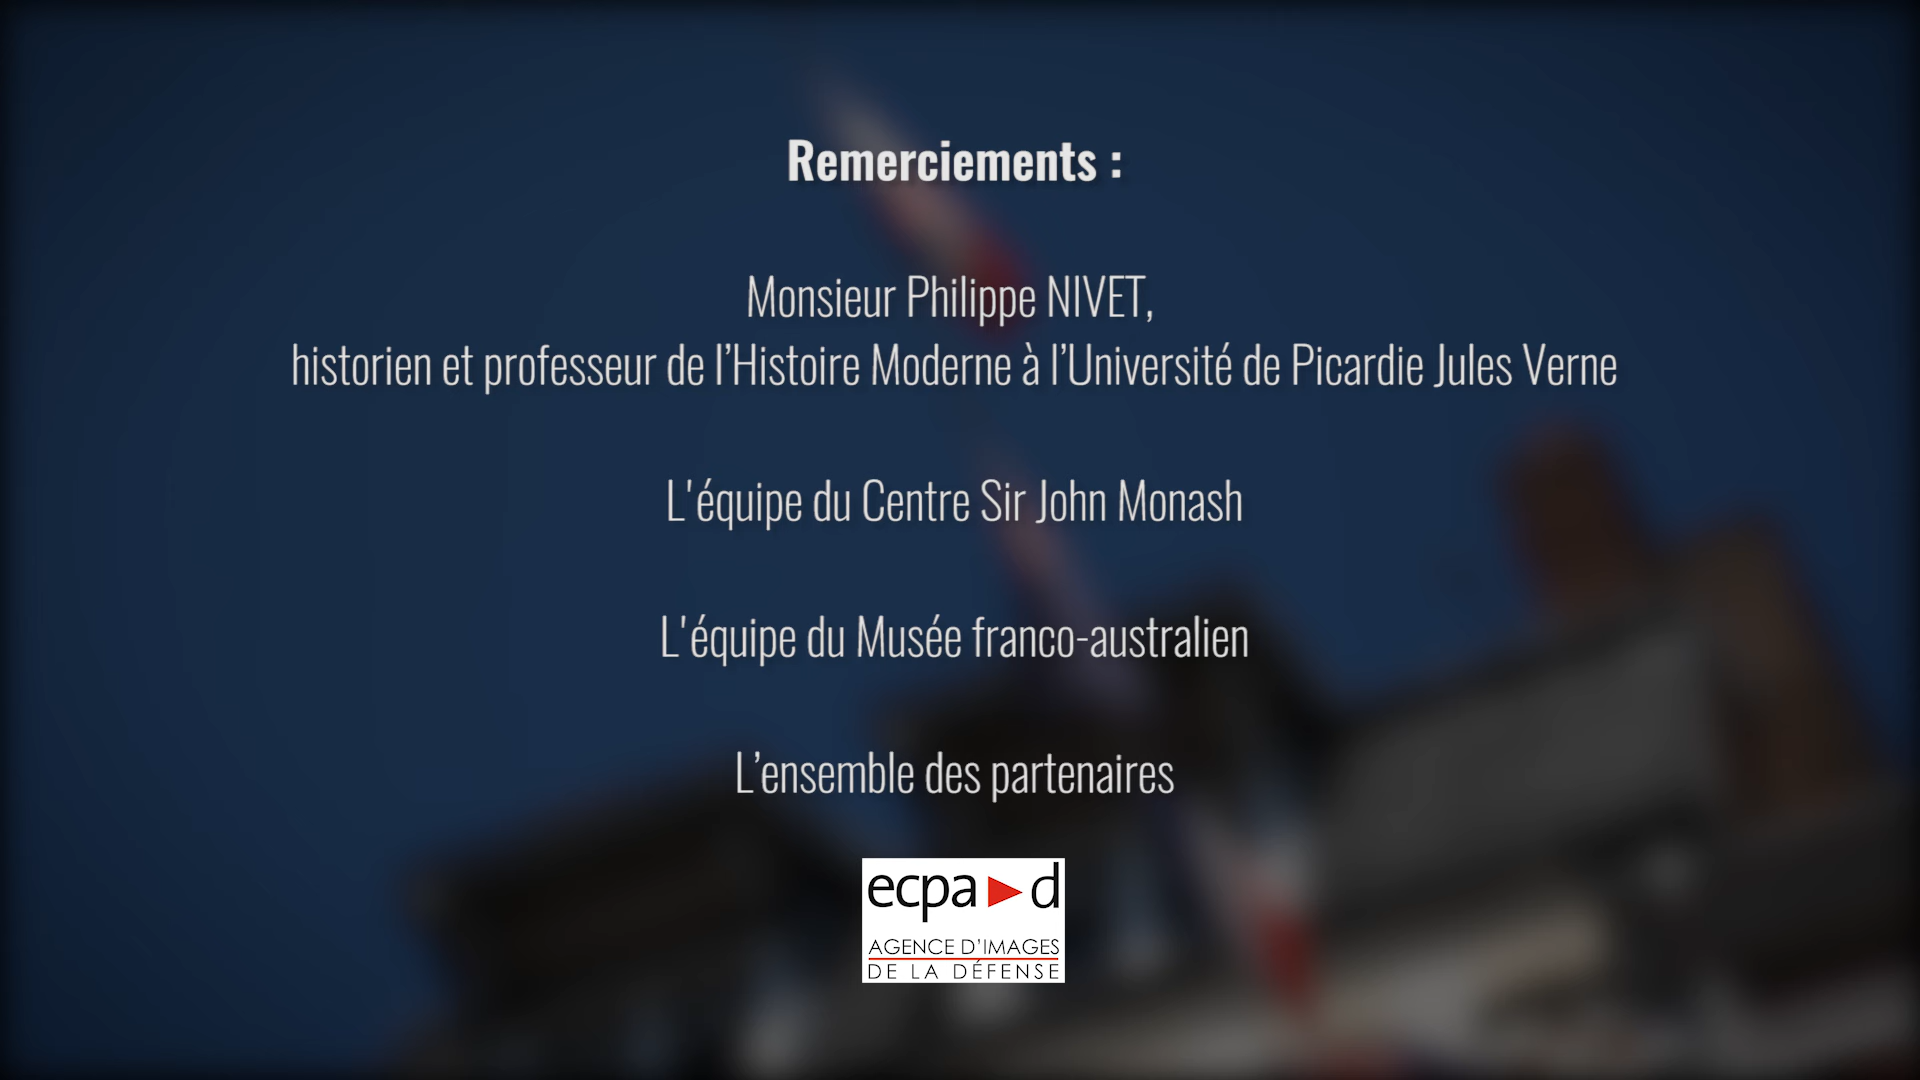 Remerciements :
Monsieur Philippe NIVET,
historien et professeur de l’Histoire Moderne à l’Université de Picardie Jules Verne
L'équipe du Centre Sir John Monash
L'équipe du Musée franco-australien
L’ensemble des partenaires
ecpa d
AGENCE D'IMAGES
DE LA DÉFENSE